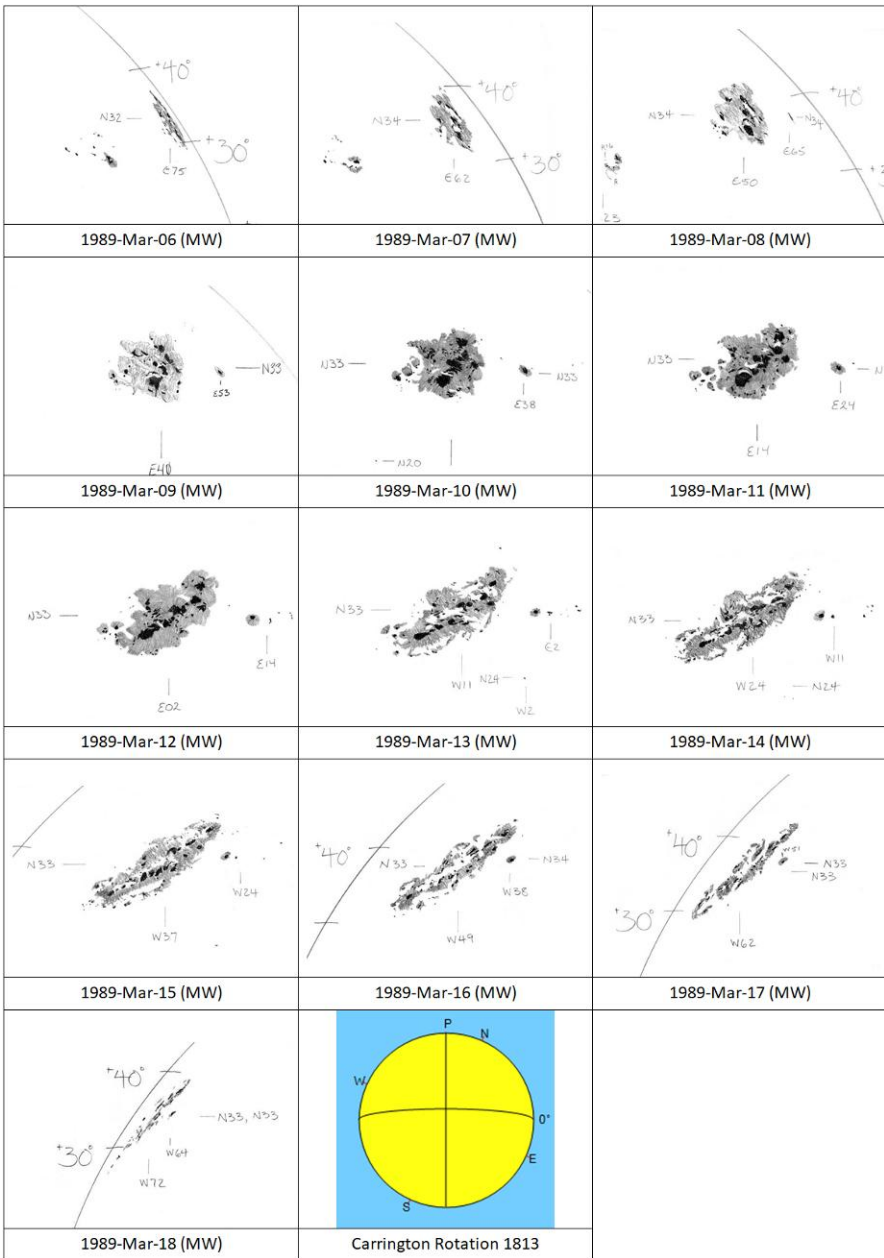 +40°
N32
+30°
E75
1989-Mar-06 (MW)
+40°
N34
+30°
E62
1989-Mar-07 (MW)
+40°
N34
N34
E65
E50
23
1989-Mar-08 (MW)
N33
E53
E40
1989-Mar-09 (MW)
N33
N33
E38
N20
1989-Mar-10 (MW)
N33
N
E24
E14
1989-Mar-11 (MW)
N33
E14
E02
1989-Mar-12 (MW)
N33
E2
W11
N24
W2
1989-Mar-13 (MW)
N33
W11
W24
N24
1989-Mar-14 (MW)
N33
W24
W37
1989-Mar-15 (MW)
+40°
N33
N34
W38
W49
1989-Mar-16 (MW)
+40°
W51
N33
N33
+30°
W62
1989-Mar-17 (MW)
+40°
N33, N33
+30°
W64
W72
1989-Mar-18 (MW)
P
N
W
0°
E
S
Carrington Rotation 1813